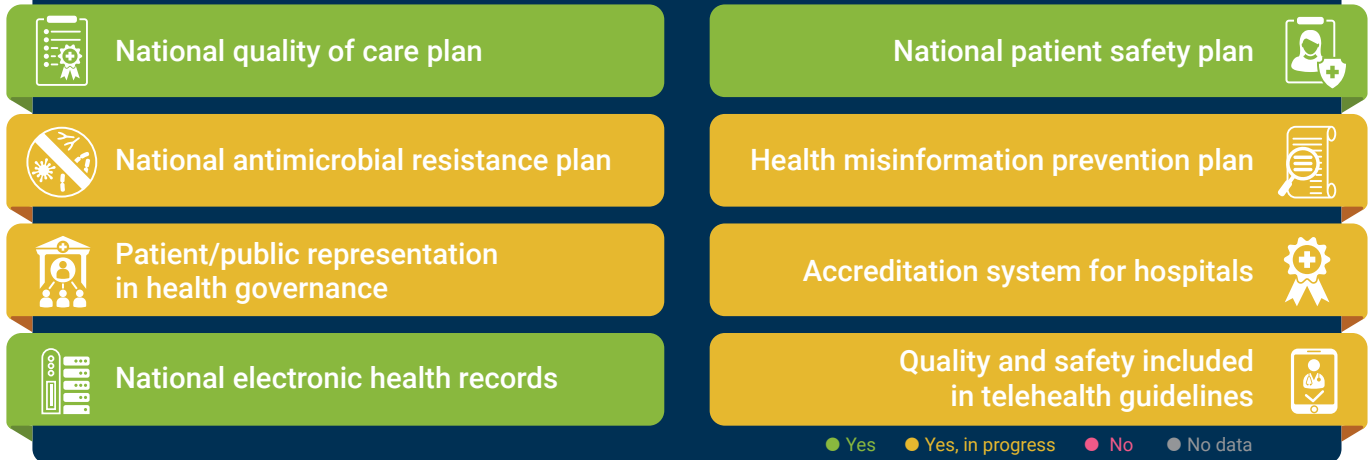 National quality of care plan
National patient safety plan
National antimicrobial resistance plan
Health misinformation prevention plan
Patient/public representation
in health governance
Accreditation system for hospitals
National electronic health records
Quality and safety included
in telehealth guidelines
Yes
Yes, in progress
No
No data